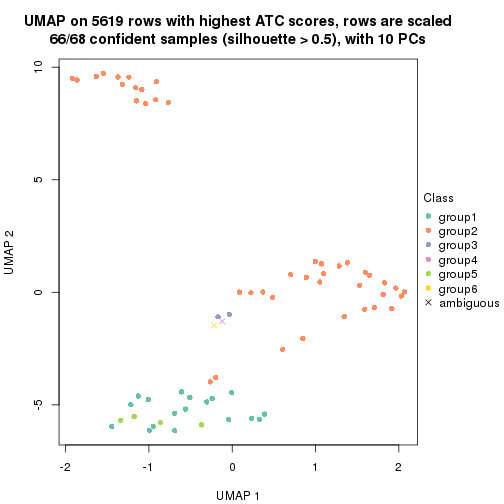 UMAP on 5619 rows with highest ATC scores, rows are scaled
66/68 confident samples (silhouette > 0.5), with 10 PCs
10
5
0
-5
UMAP 2
-2
-1
0
1
2
UMAP 1
Class
group1
group2
group3
group4
group5
group6
ambiguous